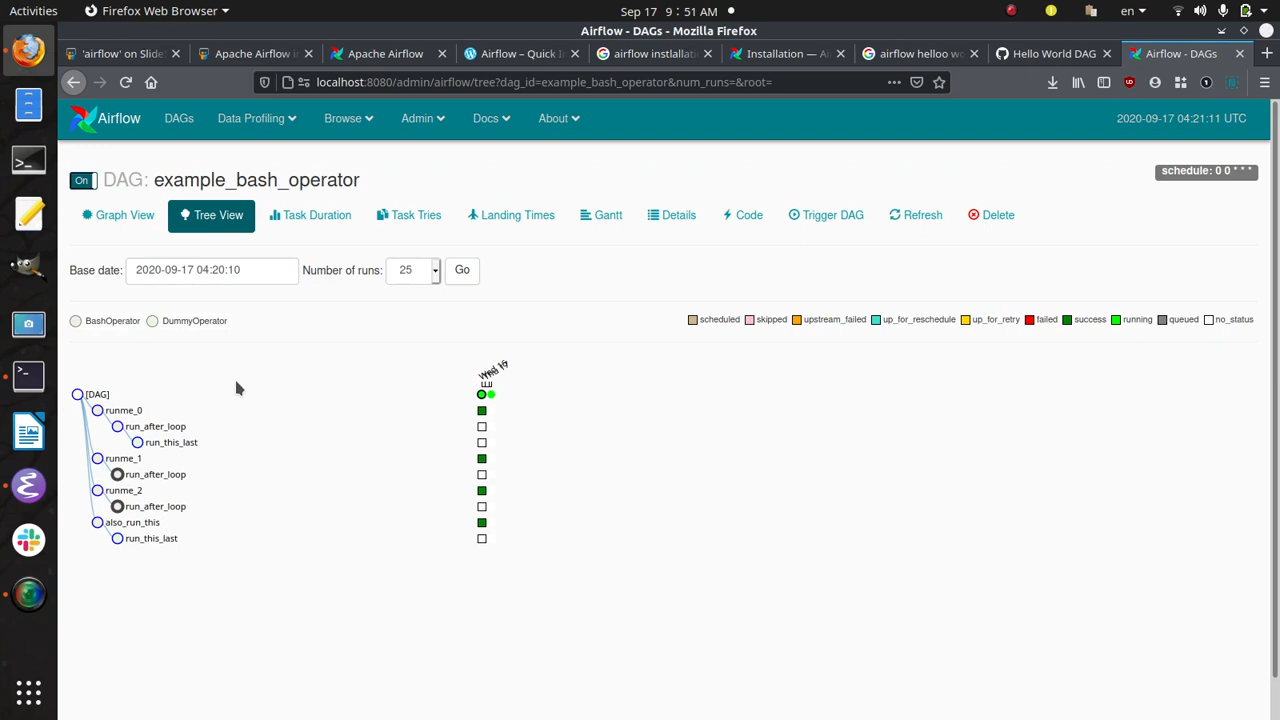 Activities
Firefox Web Browser
Sep 17 9:51 AM
en
Airflow - DAGs - Mozilla Firefox
'airflow' on Slide
Apache Airflow i
Apache Airflow
Airflow – Quic
airflow instllatio
Installation — Ai
airflow helloo wo
Hello World DAG
Airflow - DAGs
localhost:8080/admin/airflow/tree?dag_id=example_bash_operator&num_runs=&root=
Airflow
DAGs
Data Profiling
Browse
Admin
Docs
About
2020-09-17 04:21:11 UTC
On
DAG: example_bash_operator
schedule: 0 0 * * *
Graph View
Tree View
Task Duration
Task Tries
Landing Times
Gantt
Details
Code
Trigger DAG
Refresh
Delete
Base date:
2020-09-17 04:20:10
Number of runs:
25
Go
BashOperator
DummyOperator
scheduled
skipped
upstream_failed
up_for_reschedule
up_for_retry
failed
success
running
queued
no_status
[DAG]
runme_0
run_after_loop
run_this_last
runme_1
run_after_loop
runme_2
run_after_loop
also_run_this
run_this_last